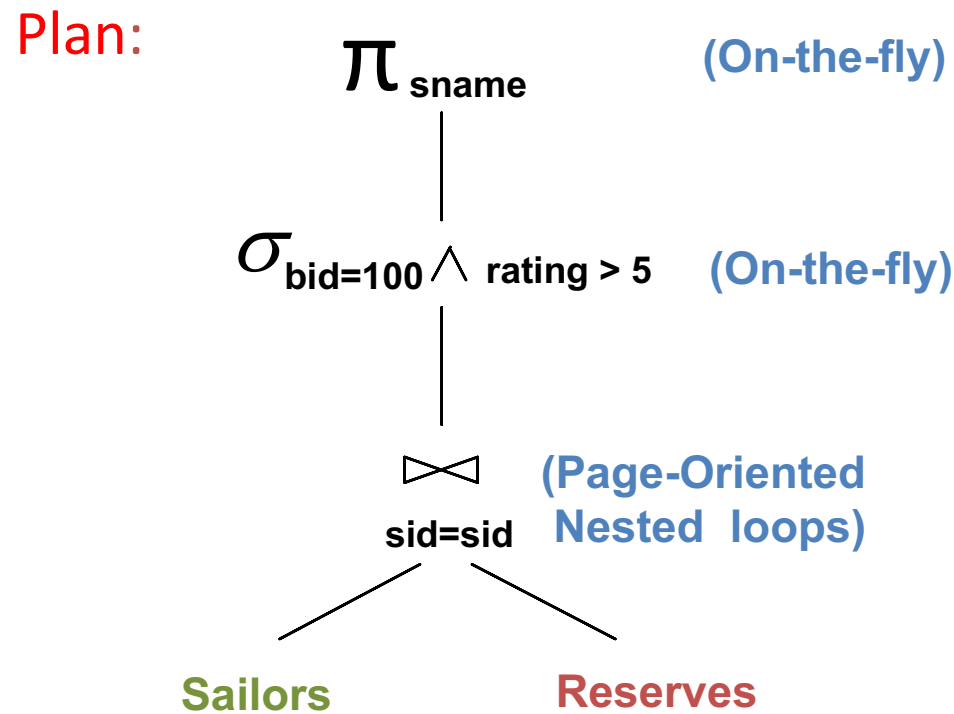 Plan:
π sname (On-the-fly)
σ bid=100 ∧ rating > 5 (On-the-fly)
⋈ (Page-Oriented
sid=sid Nested loops)
Sailors Reserves